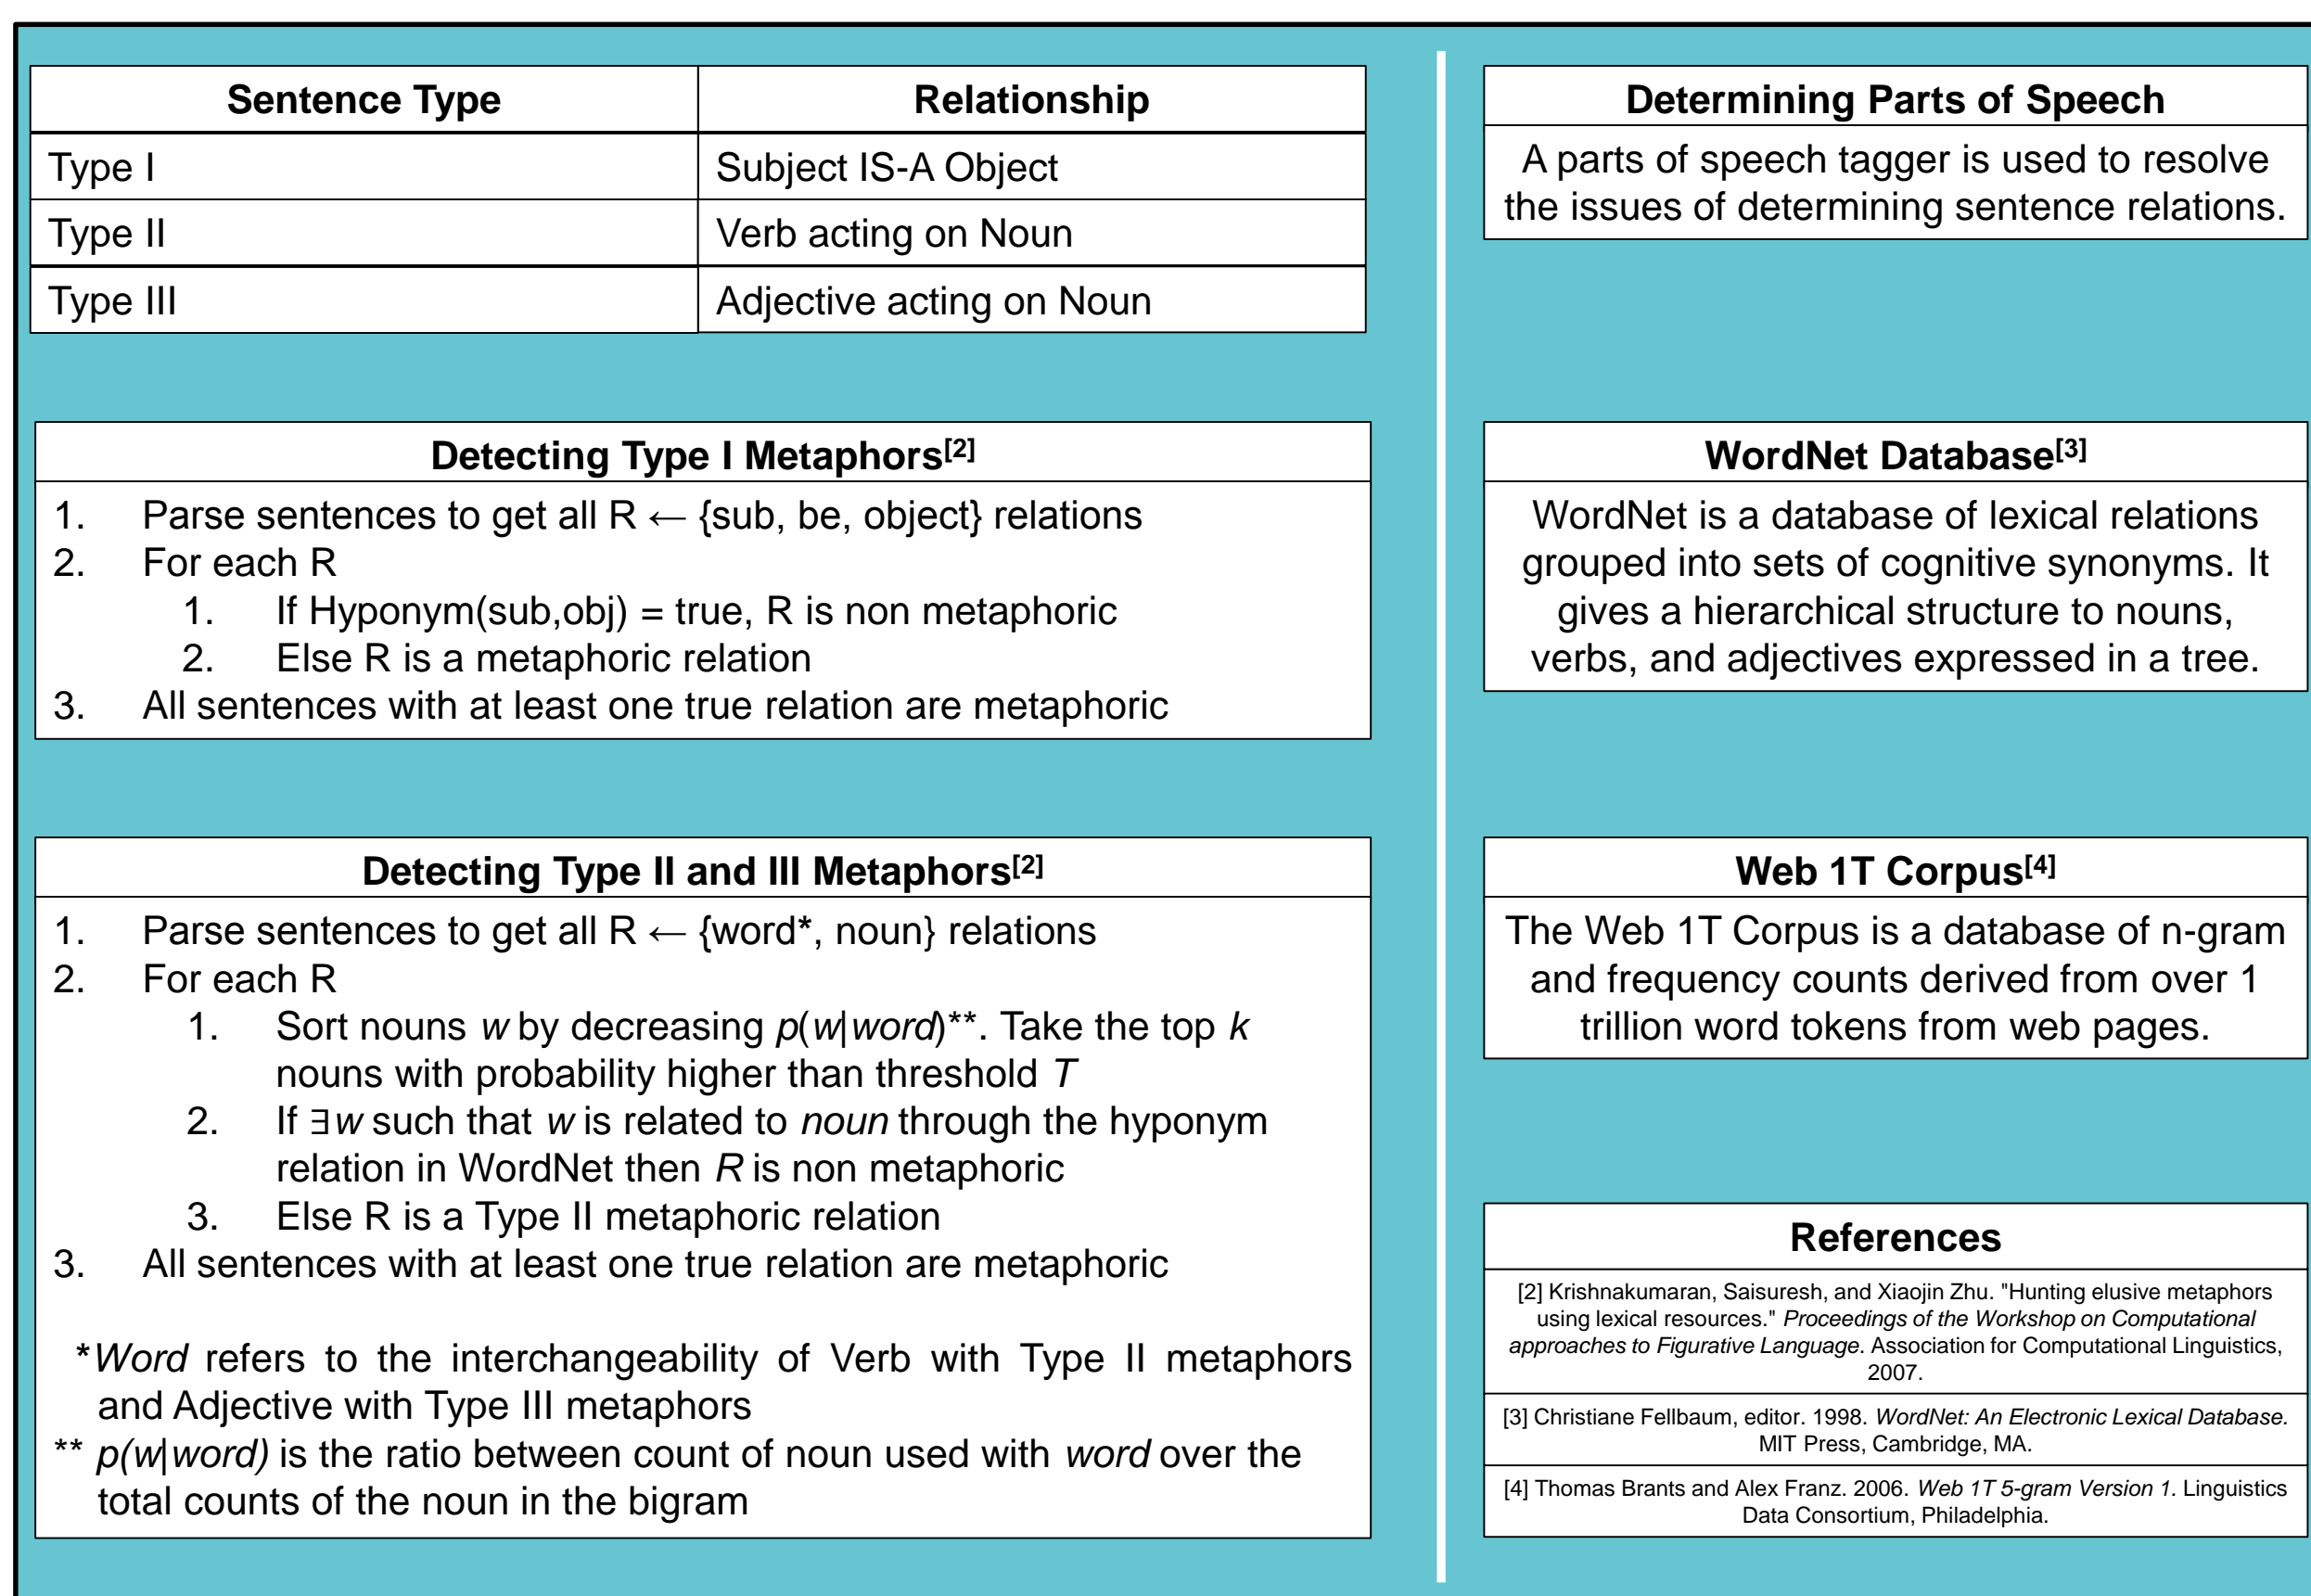 Sentence Type Relationship
Type I Subject IS-A Object
Type II Verb acting on Noun
Type III Adjective acting on Noun
Detecting Type I Metaphors[2]
1. Parse sentences to get all R ← {sub, be, object} relations
2. For each R
1. If Hyponym(sub,obj) = true, R is non metaphoric
2. Else R is a metaphoric relation
3. All sentences with at least one true relation are metaphoric
Detecting Type II and III Metaphors[2]
1. Parse sentences to get all R ← {word*, noun} relations
2. For each R
1. Sort nouns w by decreasing p(w|word)**. Take the top k
nouns with probability higher than threshold T
2. If ∃w such that w is related to noun through the hyponym
relation in WordNet then R is non metaphoric
3. Else R is a Type II metaphoric relation
3. All sentences with at least one true relation are metaphoric
*Word refers to the interchangeability of Verb with Type II metaphors
and Adjective with Type III metaphors
** p(w|word) is the ratio between count of noun used with word over the
total counts of the noun in the bigram
Determining Parts of Speech
A parts of speech tagger is used to resolve
the issues of determining sentence relations.
WordNet Database[3]
WordNet is a database of lexical relations
grouped into sets of cognitive synonyms. It
gives a hierarchical structure to nouns,
verbs, and adjectives expressed in a tree.
Web 1T Corpus[4]
The Web 1T Corpus is a database of n-gram
and frequency counts derived from over 1
trillion word tokens from web pages.
References
[2] Krishnakumaran, Saisuresh, and Xiaojin Zhu. "Hunting elusive metaphors
using lexical resources." Proceedings of the Workshop on Computational
approaches to Figurative Language. Association for Computational Linguistics,
2007.
[3] Christiane Fellbaum, editor. 1998. WordNet: An Electronic Lexical Database.
MIT Press, Cambridge, MA.
[4] Thomas Brants and Alex Franz. 2006. Web 1T 5-gram Version 1. Linguistics
Data Consortium, Philadelphia.